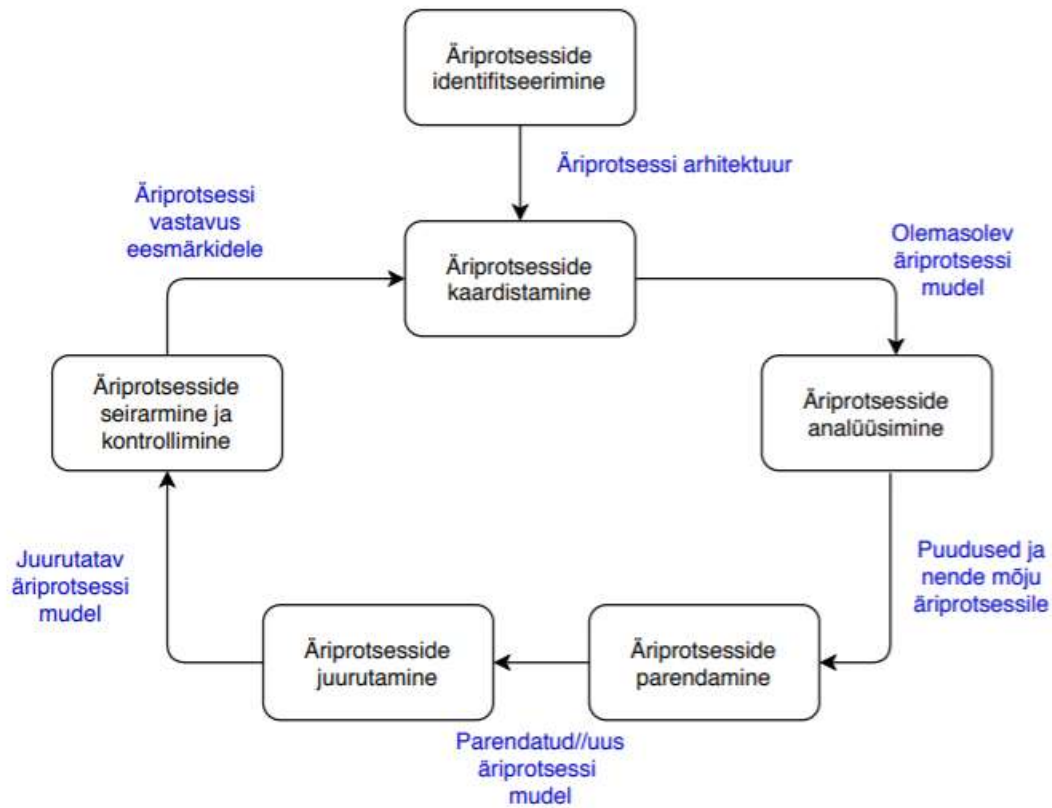 Äriprotsesside
identifitseerimine
Äriprotsessi arhitektuur
Äriprotsessi
vastavus
eesmärkidele
Äriprotsesside
kaardistamine
Olemasolev
äriprotsessi
mudel
Äriprotsesside
seirarmine ja
kontrollimine
Äriprotsesside
analüüsimine
Juurutatav
äriprotsessi
mudel
Puudused ja
nende mõju
äriprotsessile
Äriprotsesside
juurutamine
Äriprotsesside
parendamine
Parendatud//uus
äriprotsessi
mudel